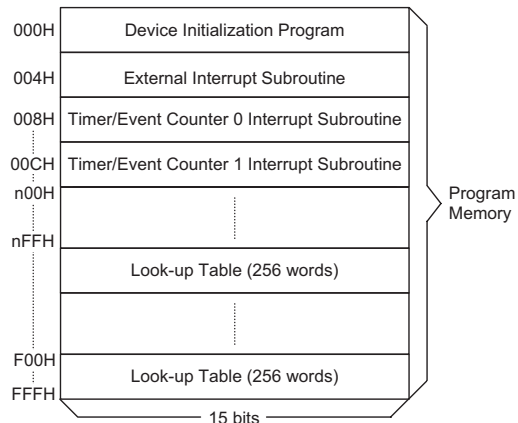 000H
Device Initialization Program
004H
External Interrupt Subroutine
008H
Timer/Event Counter 0 Interrupt Subroutine
00CH
Timer/Event Counter 1 Interrupt Subroutine
n00H
Program
Memory
nFFH
Look-up Table (256 words)
F00H
Look-up Table (256 words)
FFFH
15 bits